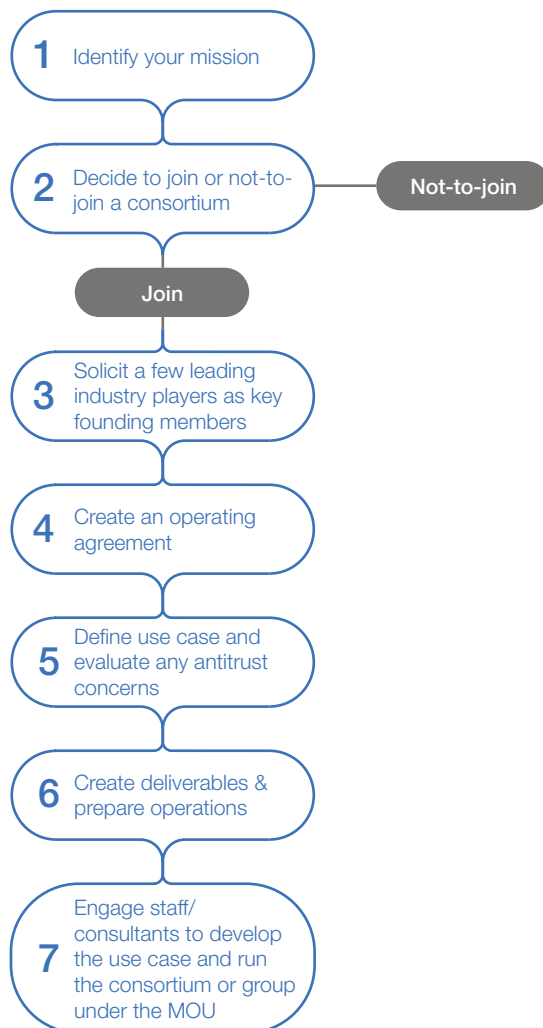 1 Identify your mission
2 Decide to join or not-to-
join a consortium
Not-to-join
Join
3 Solicit a few leading
industry players as key
founding members
4 Create an operating
agreement
5 Define use case and
evaluate any antitrust
concerns
6 Create deliverables &
prepare operations
7 Engage staff/
consultants to develop
the use case and run
the consortium or group
under the MOU